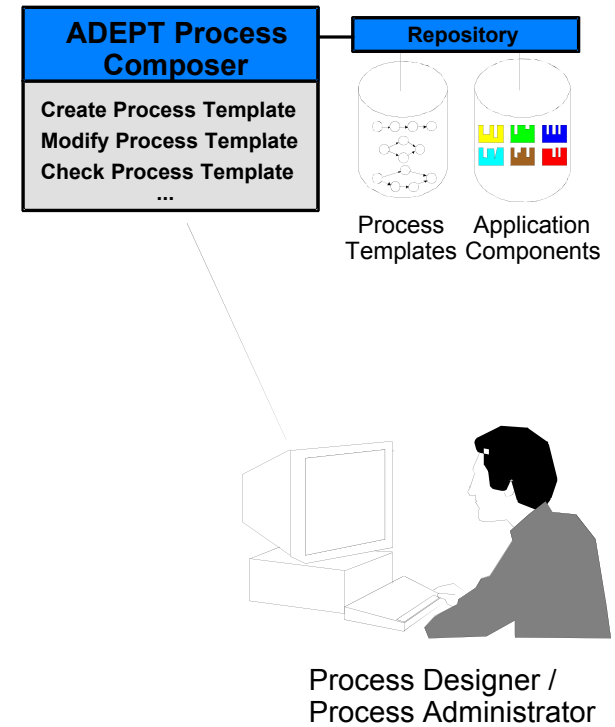 ADEPT Process
Composer
Repository
Create Process Template
Modify Process Template
Check Process Template
...
Process
Templates
Application
Components
Process Designer /
Process Administrator